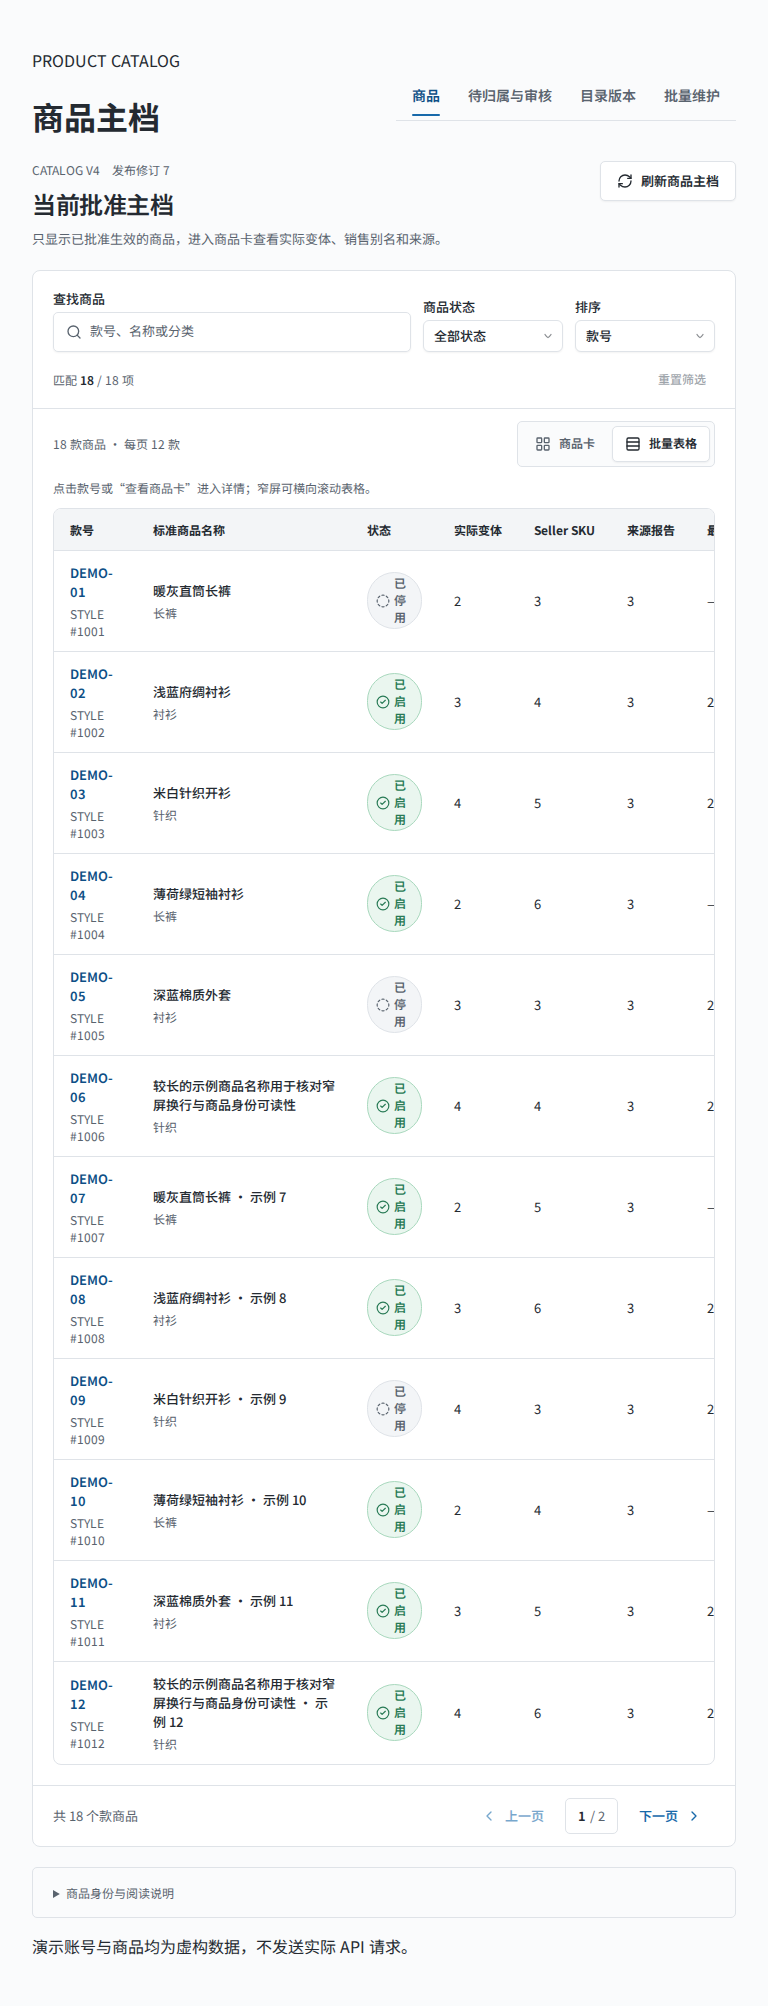 PRODUCT CATALOG
商品主档
商品 待归属与审核 目录版本 批量维护
CATALOG V4 发布修订 7
当前批准主档
刷新商品主档
只显示已批准生效的商品，进入商品卡查看实际变体、销售别名和来源。
查找商品 商品状态 排序
款号、名称或分类 全部状态 款号
匹配 18 / 18 项 重置筛选
18 款商品 · 每页 12 款 商品卡 批量表格
点击款号或“查看商品卡”进入详情；窄屏可横向滚动表格。
款号 标准商品名称 状态 实际变体 Seller SKU 来源报告
DEMO-01 STYLE #1001 暖灰直筒长裤 长裤 已停用 2 3 3 –
DEMO-02 STYLE #1002 浅蓝府绸衬衫 衬衫 已启用 3 4 3 2
DEMO-03 STYLE #1003 米白针织开衫 针织 已启用 4 5 3 2
DEMO-04 STYLE #1004 薄荷绿短袖衬衫 长裤 已启用 2 6 3 –
DEMO-05 STYLE #1005 深蓝棉质外套 衬衫 已停用 3 3 3 2
DEMO-06 STYLE #1006 较长的示例商品名称用于核对窄屏换行与商品身份可读性 针织 已启用 4 4 3 2
DEMO-07 STYLE #1007 暖灰直筒长裤 · 示例 7 长裤 已启用 2 5 3 –
DEMO-08 STYLE #1008 浅蓝府绸衬衫 · 示例 8 衬衫 已启用 3 6 3 2
DEMO-09 STYLE #1009 米白针织开衫 · 示例 9 针织 已停用 4 3 3 2
DEMO-10 STYLE #1010 薄荷绿短袖衬衫 · 示例 10 长裤 已启用 2 4 3 –
DEMO-11 STYLE #1011 深蓝棉质外套 · 示例 11 衬衫 已启用 3 5 3 2
DEMO-12 STYLE #1012 较长的示例商品名称用于核对窄屏换行与商品身份可读性 · 示例 12 针织 已启用 4 6 3 2
共 18 个款商品 上一页 1 / 2 下一页
商品身份与阅读说明
演示账号与商品均为虚构数据，不发送实际 API 请求。